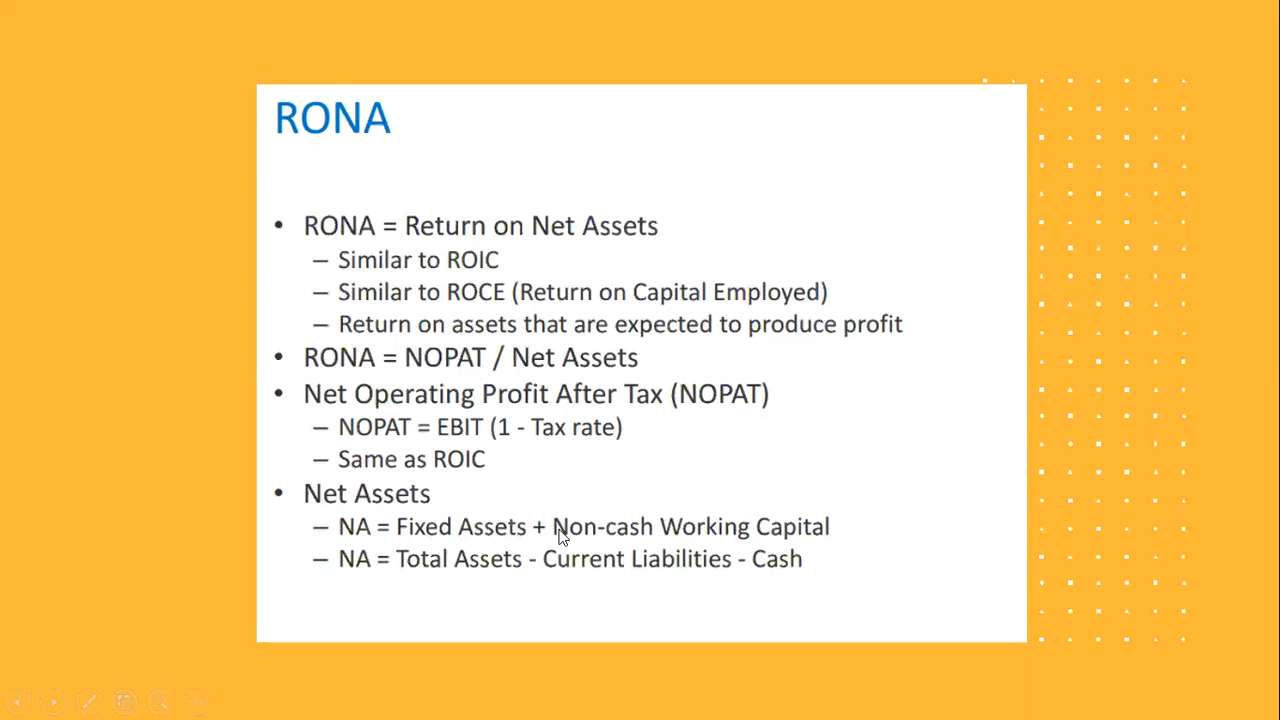 RONA
• RONA = Return on Net Assets
– Similar to ROIC
– Similar to ROCE (Return on Capital Employed)
– Return on assets that are expected to produce profit
• RONA = NOPAT / Net Assets
• Net Operating Profit After Tax (NOPAT)
– NOPAT = EBIT (1 - Tax rate)
– Same as ROIC
• Net Assets
– NA = Fixed Assets + Non-cash Working Capital
– NA = Total Assets - Current Liabilities - Cash